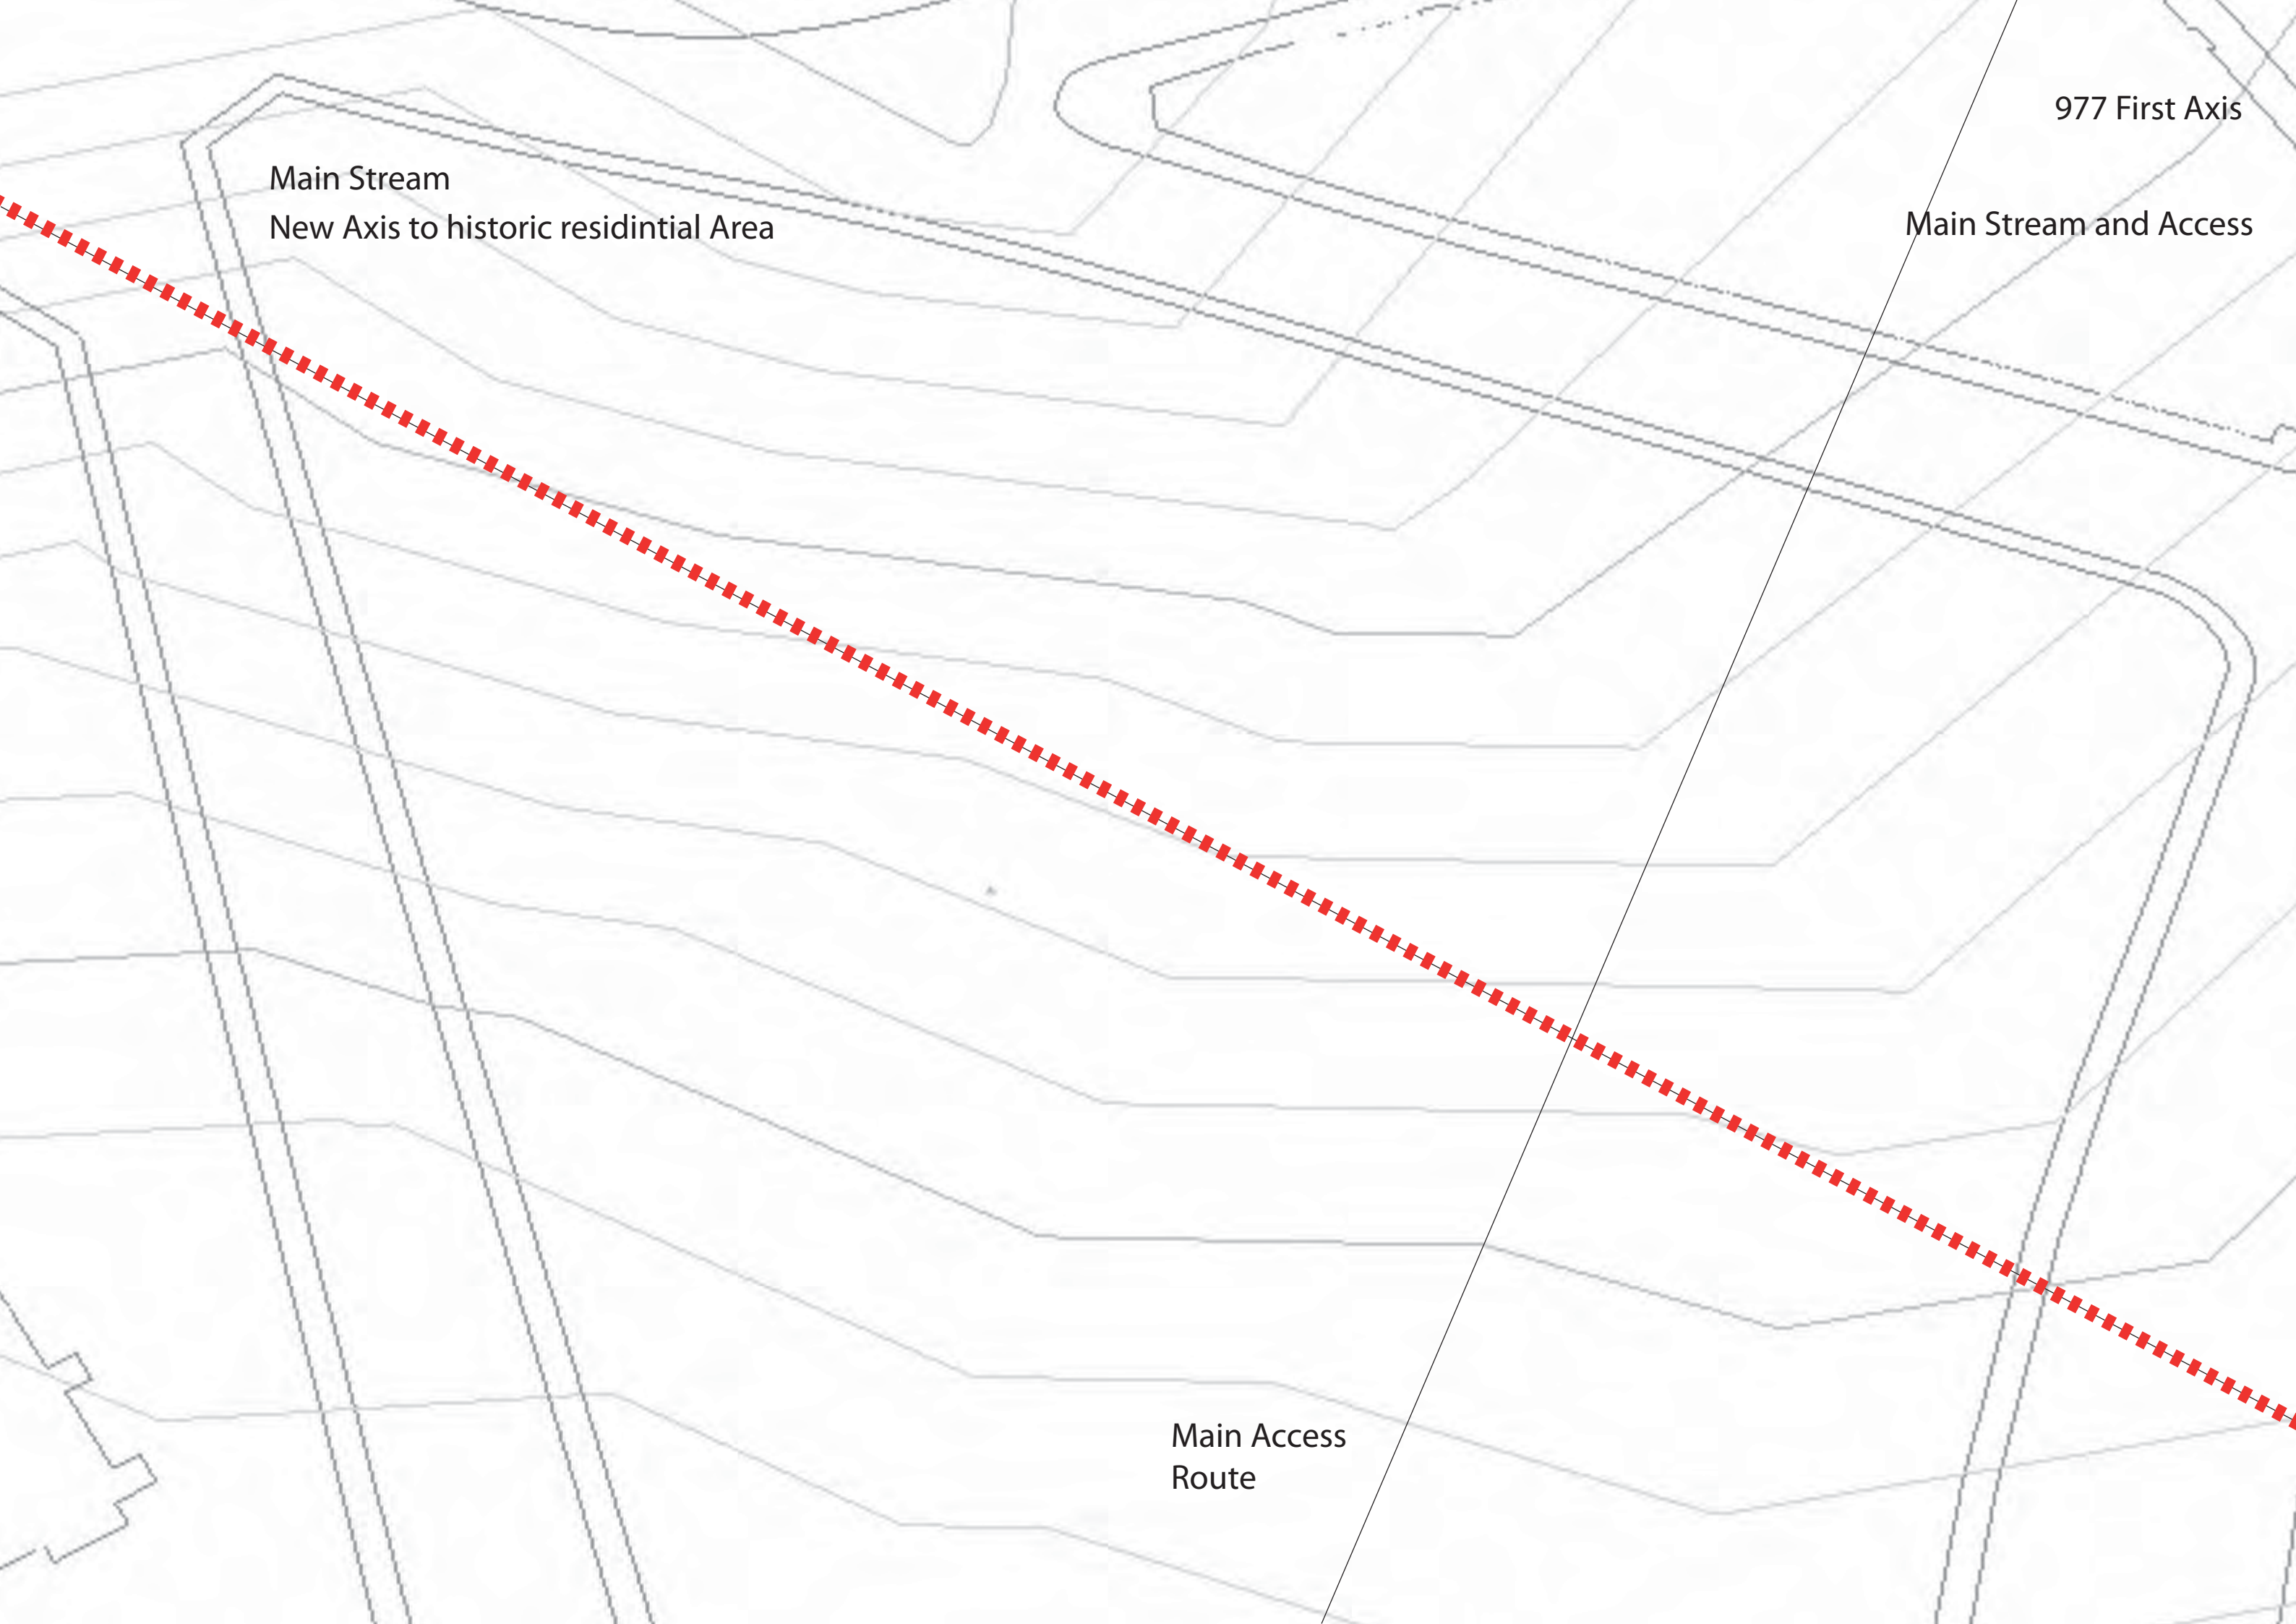 977 First Axis
Main Stream
New Axis to historic residintial Area
Main Stream and Access
Main Access
Route